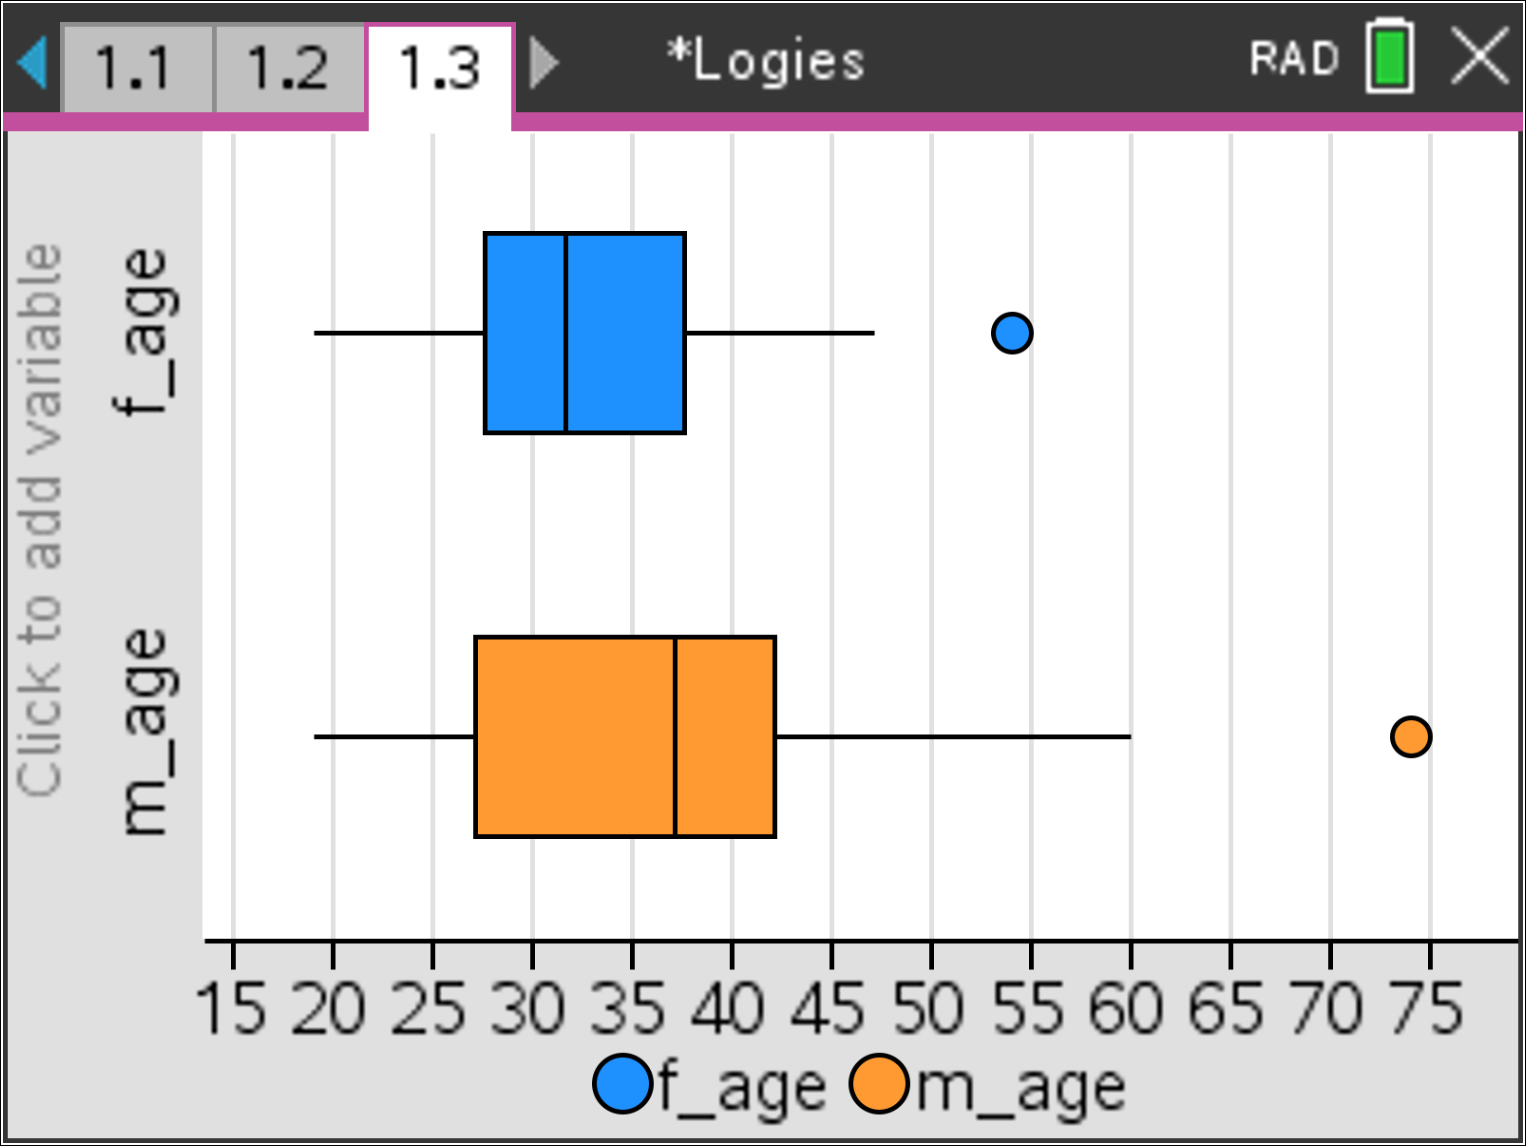 1.1 1.2 1.3 *Logies RAD
Click to add variable
f_age
m_age
15 20 25 30 35 40 45 50 55 60 65 70 75
f_age m_age